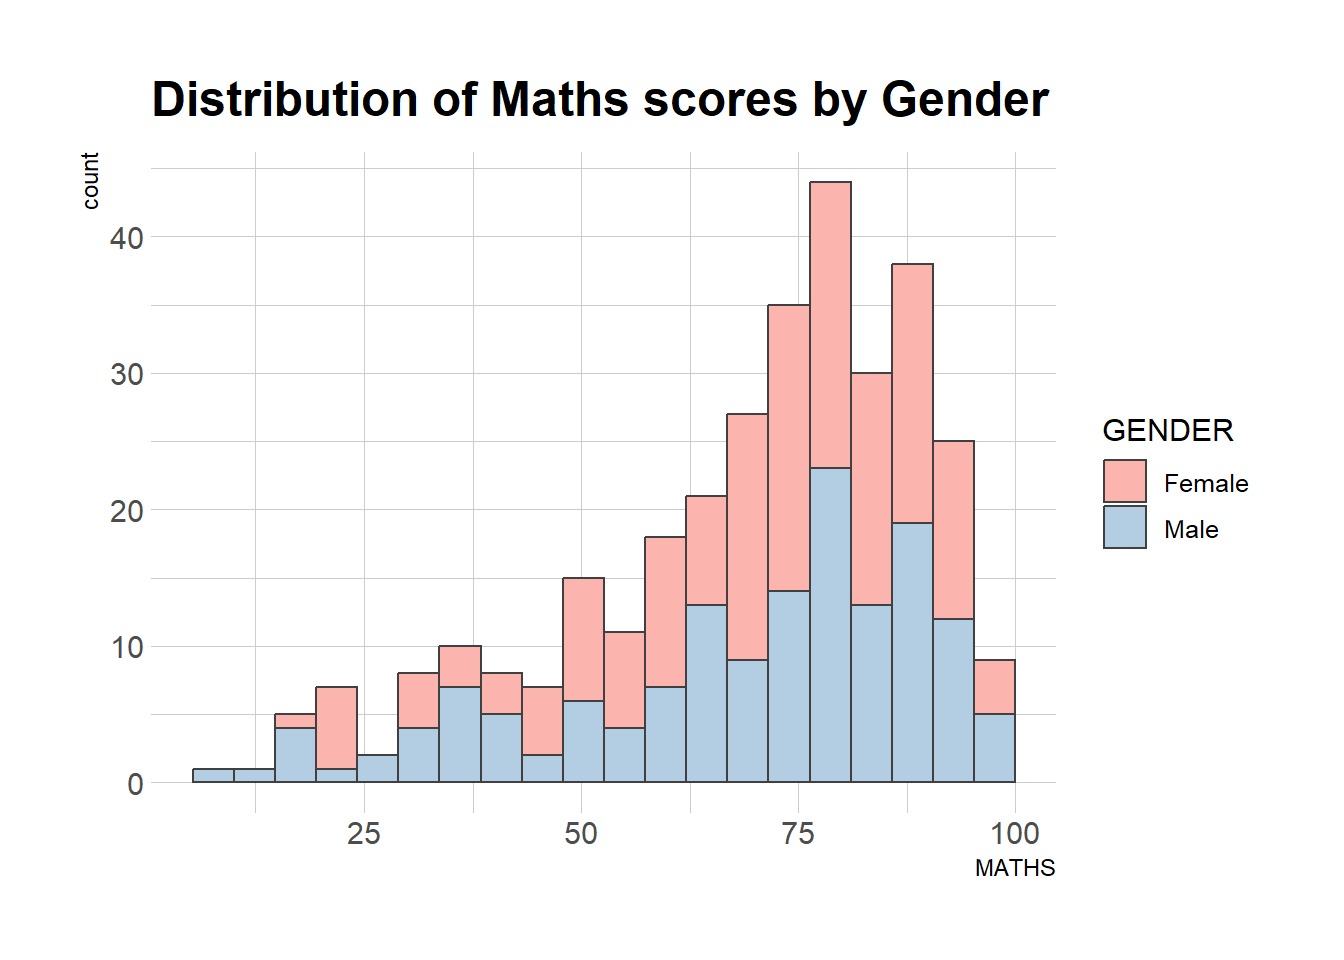 Distribution of Maths scores by Gender
count
40
30
20
10
0
25 50 75 100
MATHS
GENDER
Female
Male